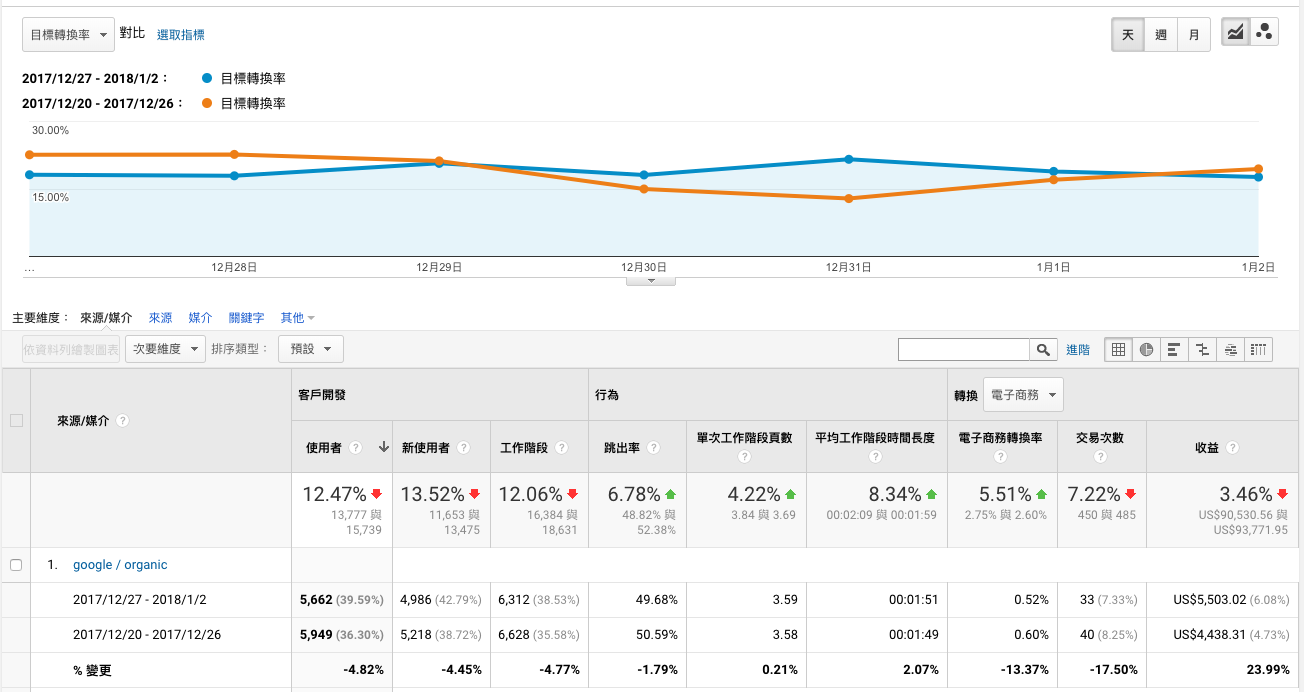 目標轉換率 對比 選取指標 天 週 月
2017/12/27 - 2018/1/2： 目標轉換率
2017/12/20 - 2017/12/26： 目標轉換率
30.00%
15.00%
... 12月28日 12月29日 12月30日 12月31日 1月1日 1月2日
主要維度： 來源/媒介 來源 媒介 關鍵字 其他
依資料列繪製圖表 次要維度 排序類型： 預設 進階
客戶開發 行為 轉換 電子商務
來源/媒介 ?
使用者 ? 新使用者 ? 工作階段 ? 跳出率 ? 單次工作階段頁數 ? 平均工作階段時間長度 ? 電子商務轉換率 ? 交易次數 ? 收益 ?
12.47% 13.52% 12.06% 6.78% 4.22% 8.34% 5.51% 7.22% 3.46%
13,777 與 11,653 與 16,384 與 48.82% 與 3.84 與 3.69 00:02:09 與 00:01:59 2.75% 與 2.60% 450 與 485 US$90,530.56 與
15,739 13,475 18,631 52.38% US$93,771.95
1. google / organic
2017/12/27 - 2018/1/2 5,662 (39.59%) 4,986 (42.79%) 6,312 (38.53%) 49.68% 3.59 00:01:51 0.52% 33 (7.33%) US$5,503.02 (6.08%)
2017/12/20 - 2017/12/26 5,949 (36.30%) 5,218 (38.72%) 6,628 (35.58%) 50.59% 3.58 00:01:49 0.60% 40 (8.25%) US$4,438.31 (4.73%)
% 變更 -4.82% -4.45% -4.77% -1.79% 0.21% 2.07% -13.37% -17.50% 23.99%